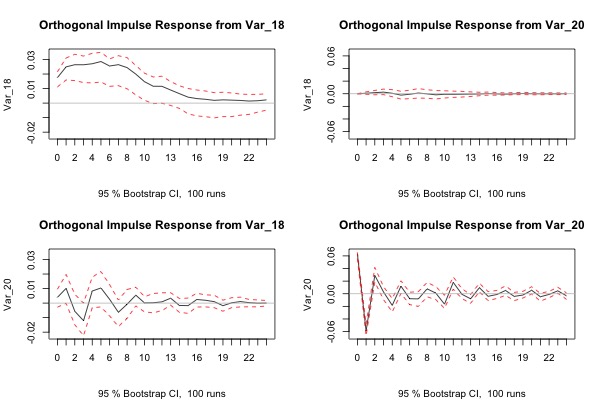 Orthogonal Impulse Response from Var_18
Var_18
0.03
0.01
-0.02
0 2 4 6 8 10 13 16 19 22
95 % Bootstrap CI, 100 runs
Orthogonal Impulse Response from Var_20
Var_18
0.06
0.00
-0.06
0 2 4 6 8 10 13 16 19 22
95 % Bootstrap CI, 100 runs
Orthogonal Impulse Response from Var_18
Var_20
0.03
0.01
-0.02
0 2 4 6 8 10 13 16 19 22
95 % Bootstrap CI, 100 runs
Orthogonal Impulse Response from Var_20
Var_20
0.06
0.00
-0.06
0 2 4 6 8 10 13 16 19 22
95 % Bootstrap CI, 100 runs